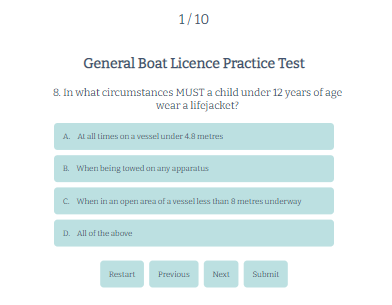 1 / 10
General Boat Licence Practice Test
8. In what circumstances MUST a child under 12 years of age
wear a lifejacket?
A. At all times on a vessel under 4.8 metres
B. When being towed on any apparatus
C. When in an open area of a vessel less than 8 metres underway
D. All of the above
Restart Previous Next Submit